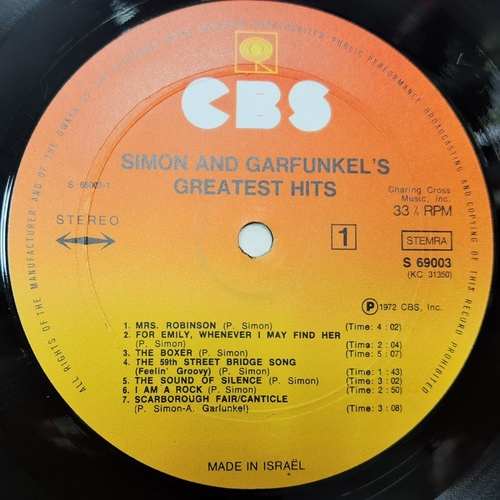 ALL RIGHTS OF THE MANUFACTURER AND OF THE OWNER OF THE RECORDED WORK RESERVED. UNAUTHORIZED PUBLIC PERFORMANCE BROADCASTING AND COPYING OF THIS RECORD PROHIBITED
CBS
SIMON AND GARFUNKEL'S
GREATEST HITS
S 69003-1
STEREO
Charing Cross
Music, Inc.
33⅓ RPM
1
STEMRA
S 69003
(KC 31350)
Ⓟ1972 CBS, Inc.
1. MRS. ROBINSON (P. Simon) (Time: 4 : 02)
2. FOR EMILY, WHENEVER I MAY FIND HER
(P. Simon) (Time: 2 : 04)
3. THE BOXER (P. Simon) (Time: 5 : 07)
4. THE 59th STREET BRIDGE SONG
(Feelin' Groovy) (P. Simon) (Time: 1 : 43)
5. THE SOUND OF SILENCE (P. Simon) (Time: 3 : 02)
6. I AM A ROCK (P. Simon) (Time: 2 : 50)
7. SCARBOROUGH FAIR/CANTICLE
(P. Simon-A. Garfunkel) (Time: 3 : 08)
MADE IN ISRAËL